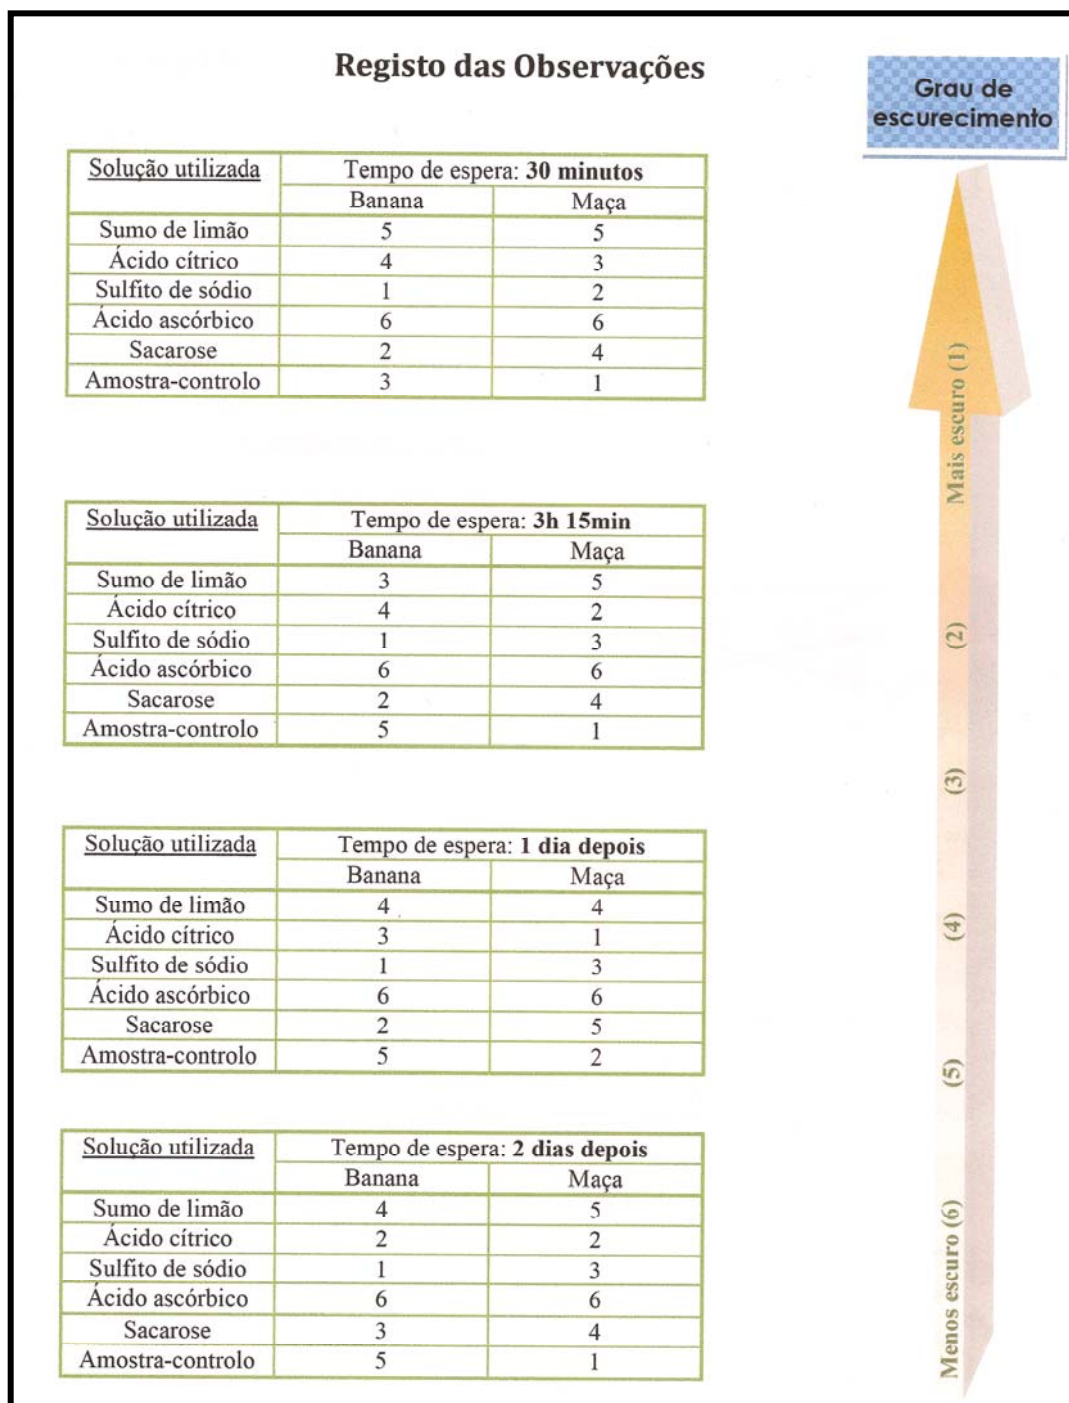 Registo das Observações
Grau de
escurecimento
Solução utilizada Tempo de espera: 30 minutos
Banana Maça
Sumo de limão 5 5
Ácido cítrico 4 3
Sulfito de sódio 1 2
Ácido ascórbico 6 6
Sacarose 2 4
Amostra-controlo 3 1
Solução utilizada Tempo de espera: 3h 15min
Banana Maça
Sumo de limão 3 5
Ácido cítrico 4 2
Sulfito de sódio 1 3
Ácido ascórbico 6 6
Sacarose 2 4
Amostra-controlo 5 1
Solução utilizada Tempo de espera: 1 dia depois
Banana Maça
Sumo de limão 4 4
Ácido cítrico 3 1
Sulfito de sódio 1 3
Ácido ascórbico 6 6
Sacarose 2 5
Amostra-controlo 5 2
Solução utilizada Tempo de espera: 2 dias depois
Banana Maça
Sumo de limão 4 5
Ácido cítrico 2 2
Sulfito de sódio 1 3
Ácido ascórbico 6 6
Sacarose 3 4
Amostra-controlo 5 1
Menos escuro (6) (5) (4) (3) (2) Mais escuro (1)